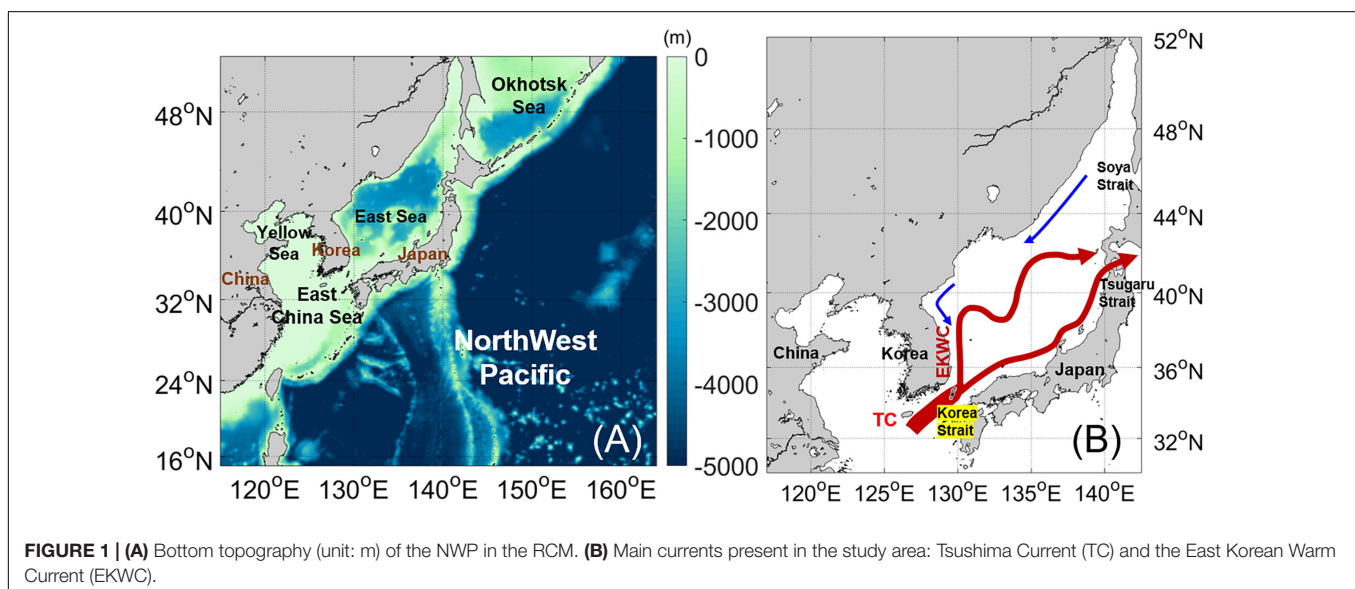 (m)
0
-1000
-2000
-3000
-4000
-5000
48°N
40°N
32°N
24°N
16°N
120°E
130°E
140°E
150°E
160°E
Okhotsk
Sea
East Sea
Yellow
Sea
Korea
Japan
China
East
China Sea
NorthWest
Pacific
(A)
52°N
48°N
44°N
40°N
36°N
32°N
120°E
125°E
130°E
135°E
140°E
Soya
Strait
Tsugaru
Strait
China
Korea
EKWC
Japan
TC
Korea
Strait
(B)
FIGURE 1 | (A) Bottom topography (unit: m) of the NWP in the RCM. (B) Main currents present in the study area: Tsushima Current (TC) and the East Korean Warm
Current (EKWC).